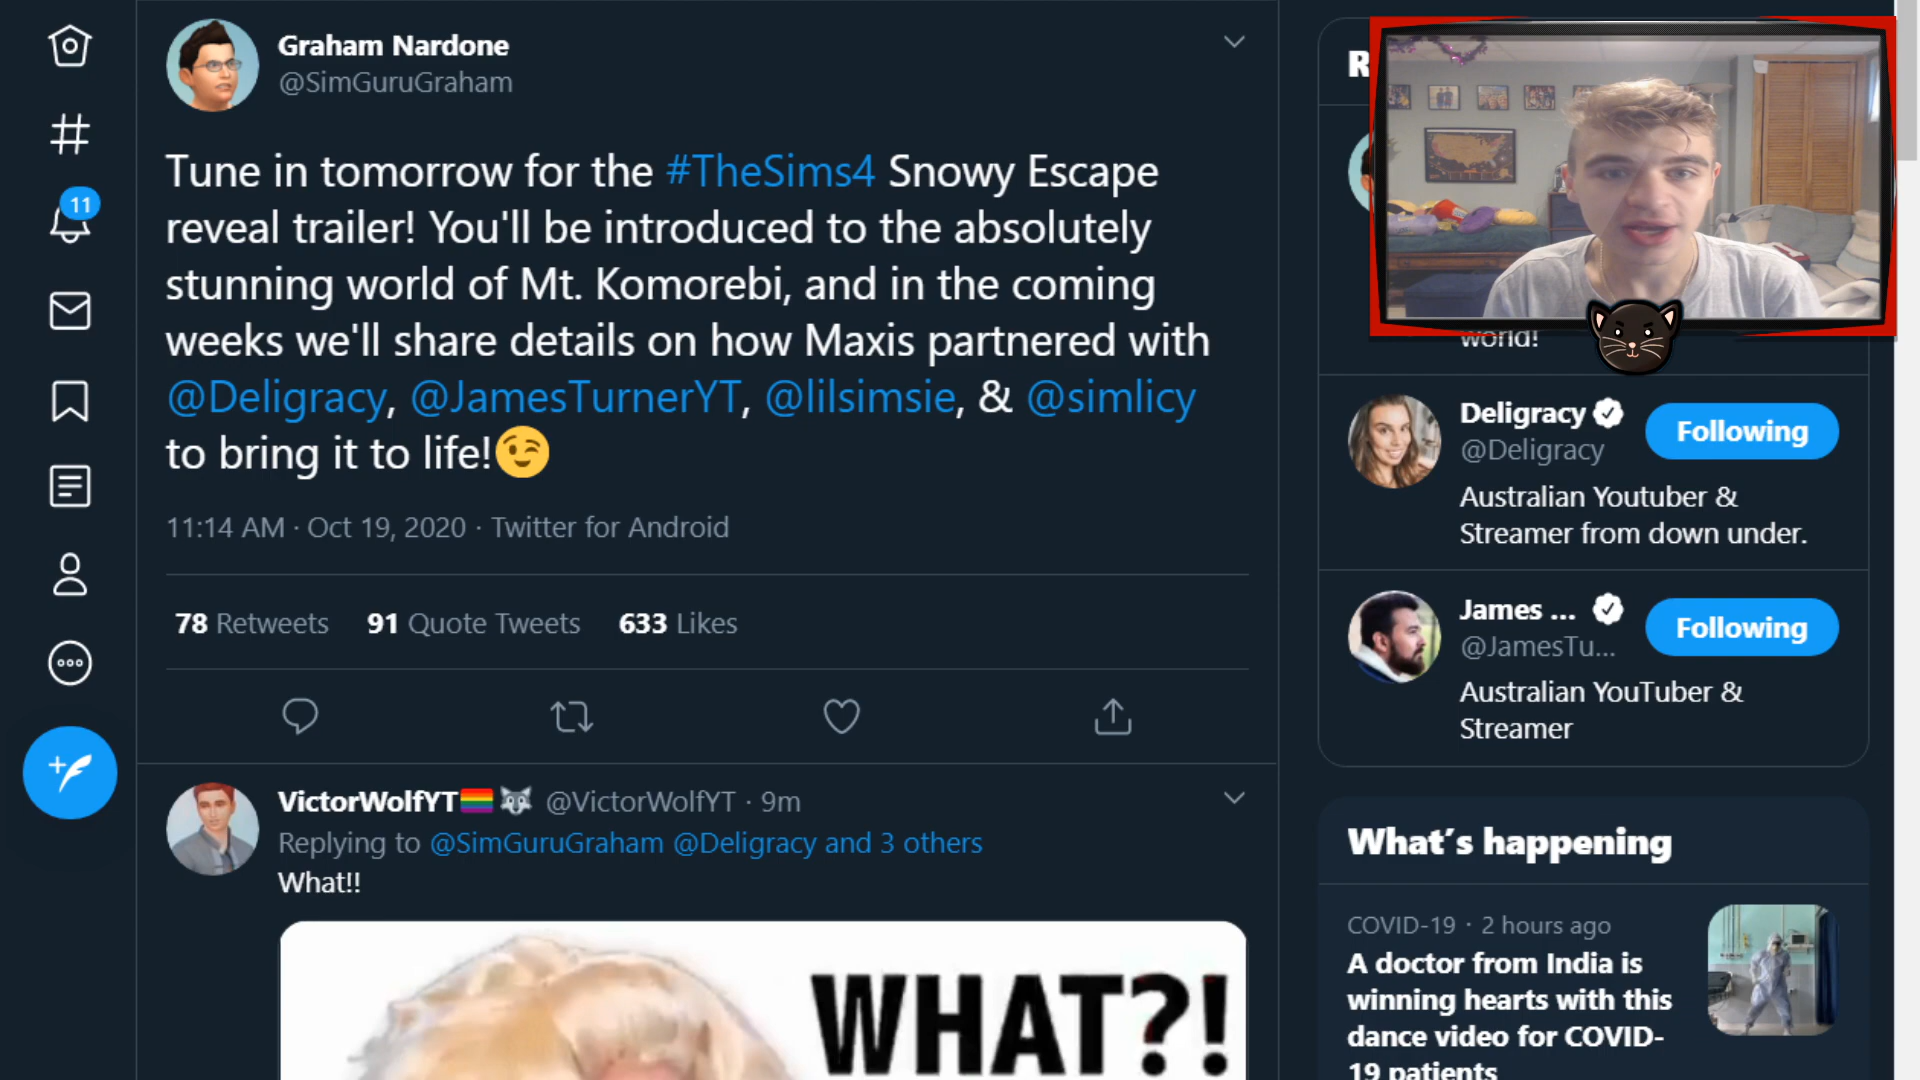 Graham Nardone
@SimGuruGraham
Tune in tomorrow for the #TheSims4 Snowy Escape
reveal trailer! You'll be introduced to the absolutely
stunning world of Mt. Komorebi, and in the coming
weeks we'll share details on how Maxis partnered with
@Deligracy, @JamesTurnerYT, @lilsimsie, & @simlicy
to bring it to life!😉
11:14 AM · Oct 19, 2020 · Twitter for Android
78 Retweets 91 Quote Tweets 633 Likes
VictorWolfYT🏳️‍🌈🐺 @VictorWolfYT · 9m
Replying to @SimGuruGraham @Deligracy and 3 others
What!!
WHAT?!
11
R
world!
Deligracy
@Deligracy
Following
Australian Youtuber &
Streamer from down under.
James ...
@JamesTu...
Following
Australian YouTuber &
Streamer
What's happening
COVID-19 · 2 hours ago
A doctor from India is
winning hearts with this
dance video for COVID-
19 patients